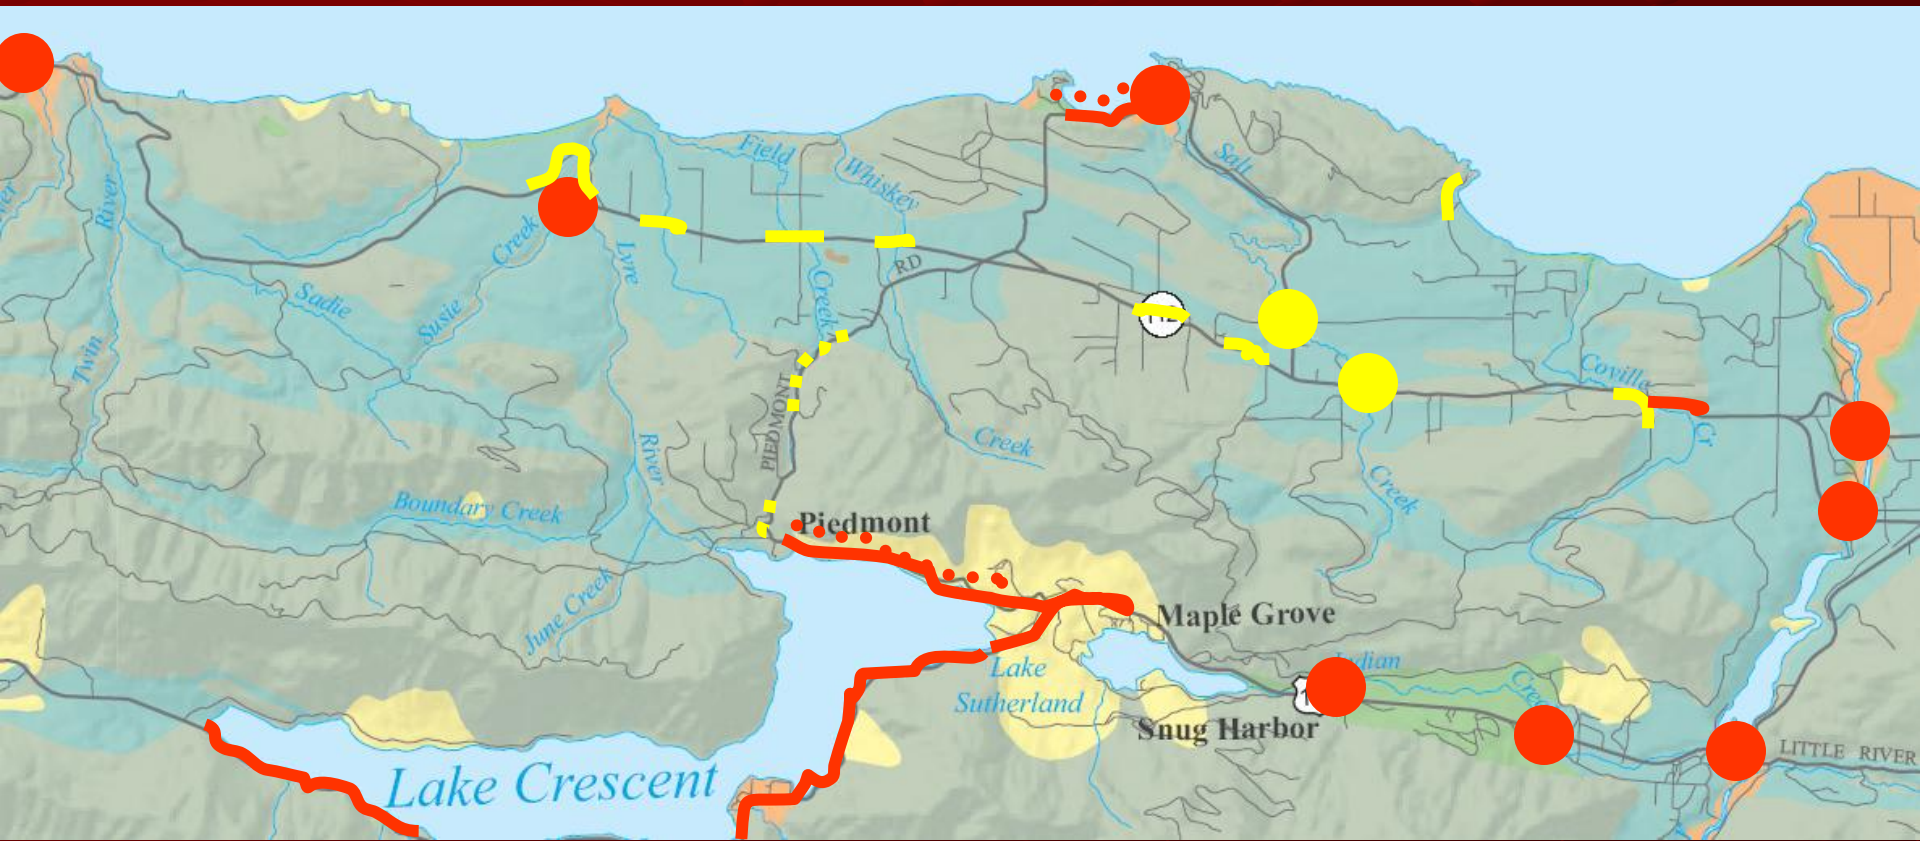 Field
Whiskey
Salt
River
Creek
Lyre
RD
Sadie
Susie
Creek
Twin
Coville
Cr
PIEDMONT
River
Creek
Creek
Boundary Creek
Piedmont
June Creek
Maple Grove
Lake
Sutherland
Snug Harbor
LITTLE RIVER
Lake Crescent